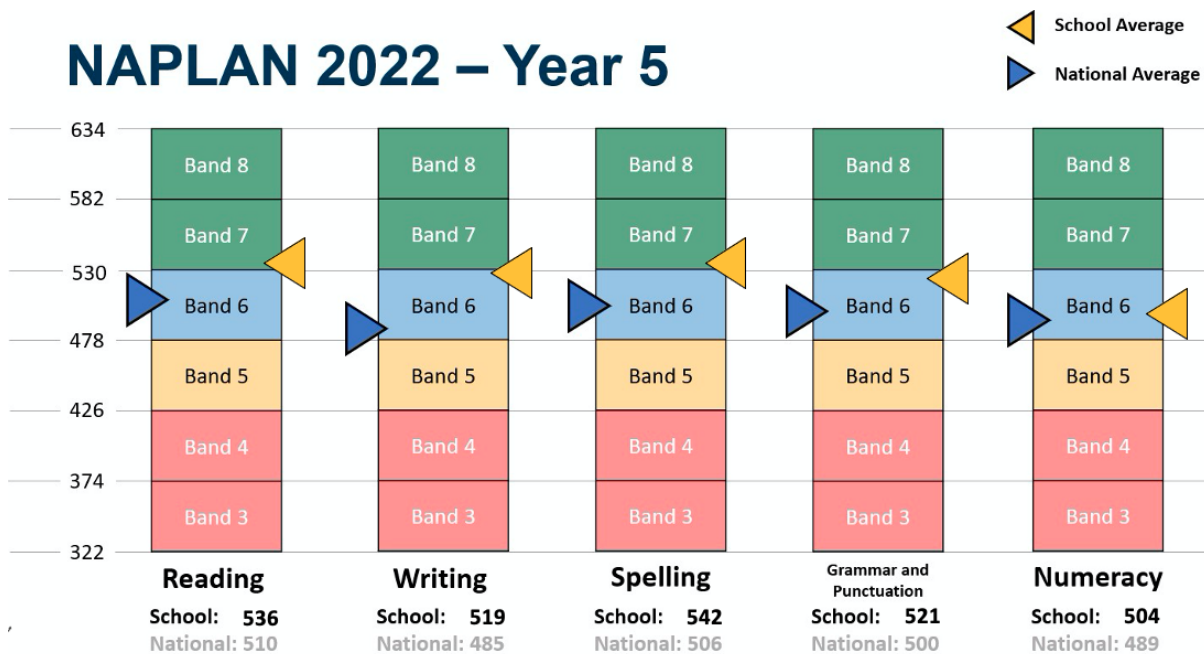 School Average
NAPLAN 2022 – Year 5
National Average
634
Band 8 Band 8 Band 8 Band 8 Band 8
582
Band 7 Band 7 Band 7 Band 7 Band 7
530
Band 6 Band 6 Band 6 Band 6 Band 6
478
Band 5 Band 5 Band 5 Band 5 Band 5
426
Band 4 Band 4 Band 4 Band 4 Band 4
374
Band 3 Band 3 Band 3 Band 3 Band 3
322
Reading Writing Spelling Grammar and Punctuation Numeracy
School: 536 School: 519 School: 542 School: 521 School: 504
National: 510 National: 485 National: 506 National: 500 National: 489